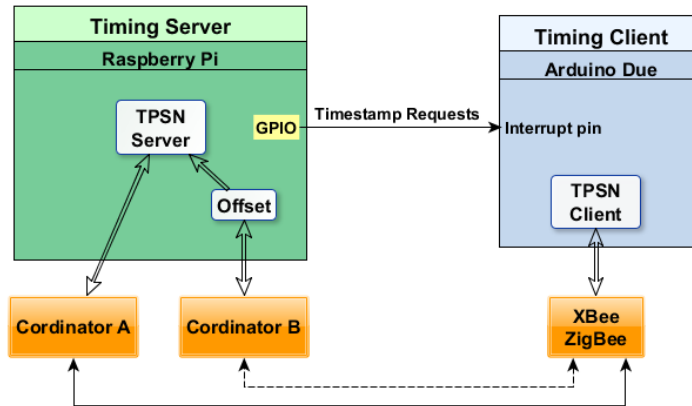 Timing Server
Raspberry Pi
TPSN
Server
GPIO
Offset
Timestamp Requests
Timing Client
Arduino Due
Interrupt pin
TPSN
Client
Cordinator A
Cordinator B
XBee
ZigBee